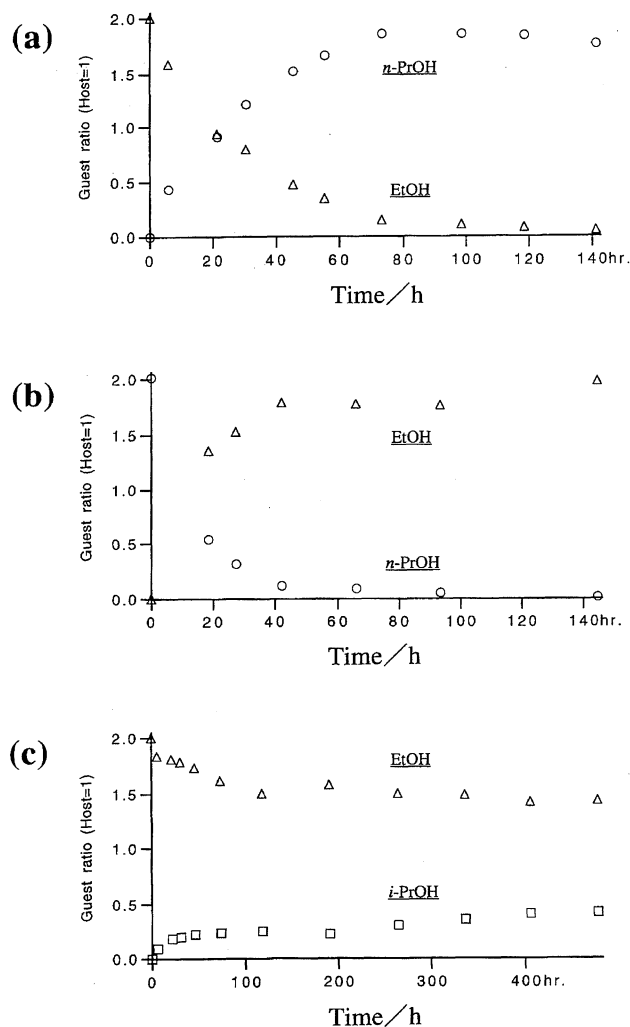 (a)
Guest ratio (Host=1)
2.0
1.5
1.0
0.5
0.0
n-PrOH
EtOH
0 20 40 60 80 100 120 140hr.
Time/h
(b)
Guest ratio (Host=1)
2.0
1.5
1.0
0.5
0.0
EtOH
n-PrOH
0 20 40 60 80 100 120 140hr.
Time/h
(c)
Guest ratio (Host=1)
2.0
1.5
1.0
0.5
0.0
EtOH
i-PrOH
0 100 200 300 400hr.
Time/h